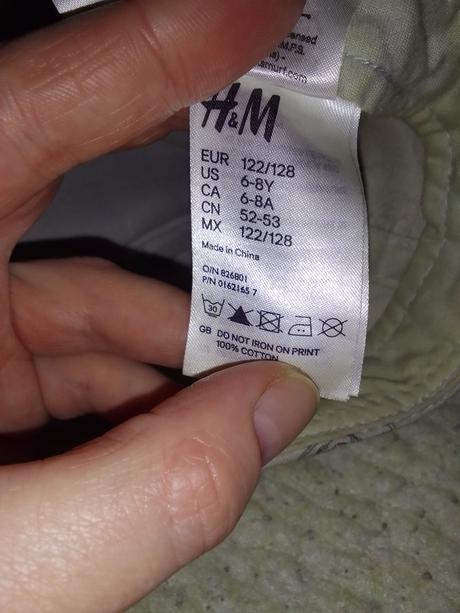 M.P.S.
H&M
EUR 122/128
US 6-8Y
CA 6-8A
CN 52-53
MX 122/128
Made in China
O/N 826801
P/N 0162165 7
30
GB DO NOT IRON ON PRINT
100% COTTON